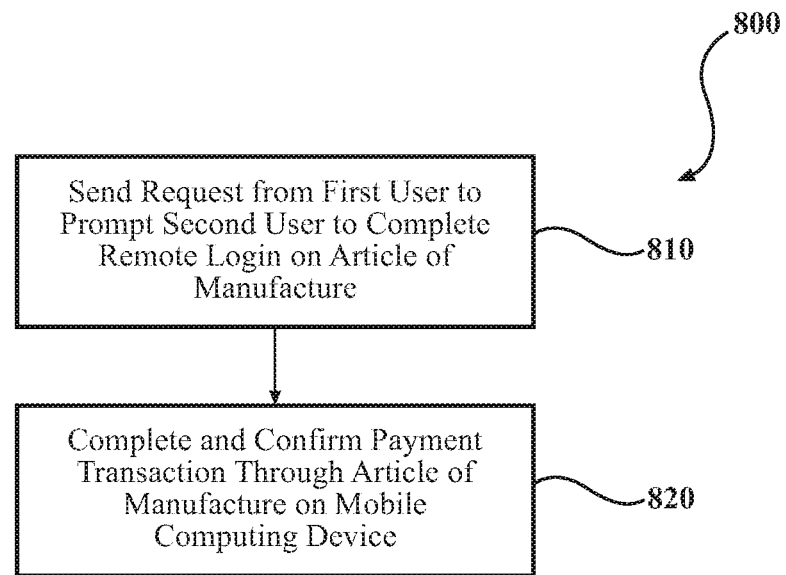 800
Send Request from First User to
Prompt Second User to Complete
Remote Login on Article of
Manufacture
810
Complete and Confirm Payment
Transaction Through Article of
Manufacture on Mobile
Computing Device
820